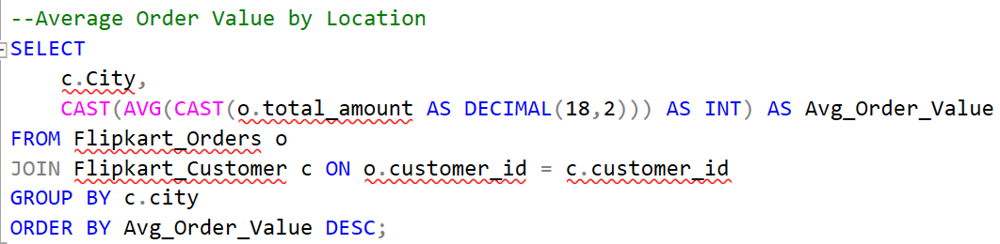 --Average Order Value by Location
SELECT
c.City,
CAST(AVG(CAST(o.total_amount AS DECIMAL(18,2))) AS INT) AS Avg_Order_Value
FROM Flipkart_Orders o
JOIN Flipkart_Customer c ON o.customer_id = c.customer_id
GROUP BY c.city
ORDER BY Avg_Order_Value DESC;